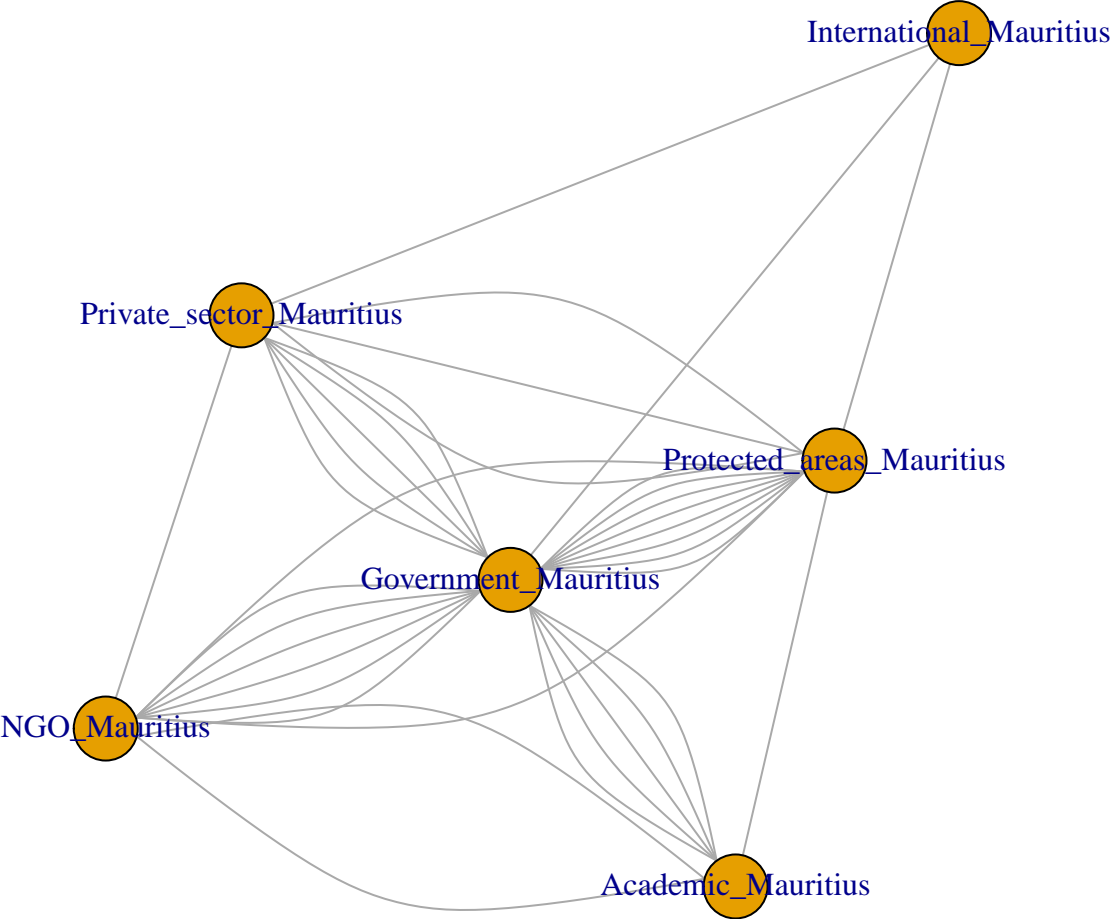 International_Mauritius
Private_sector_Mauritius
Protected_areas_Mauritius
Government_Mauritius
NGO_Mauritius
Academic_Mauritius